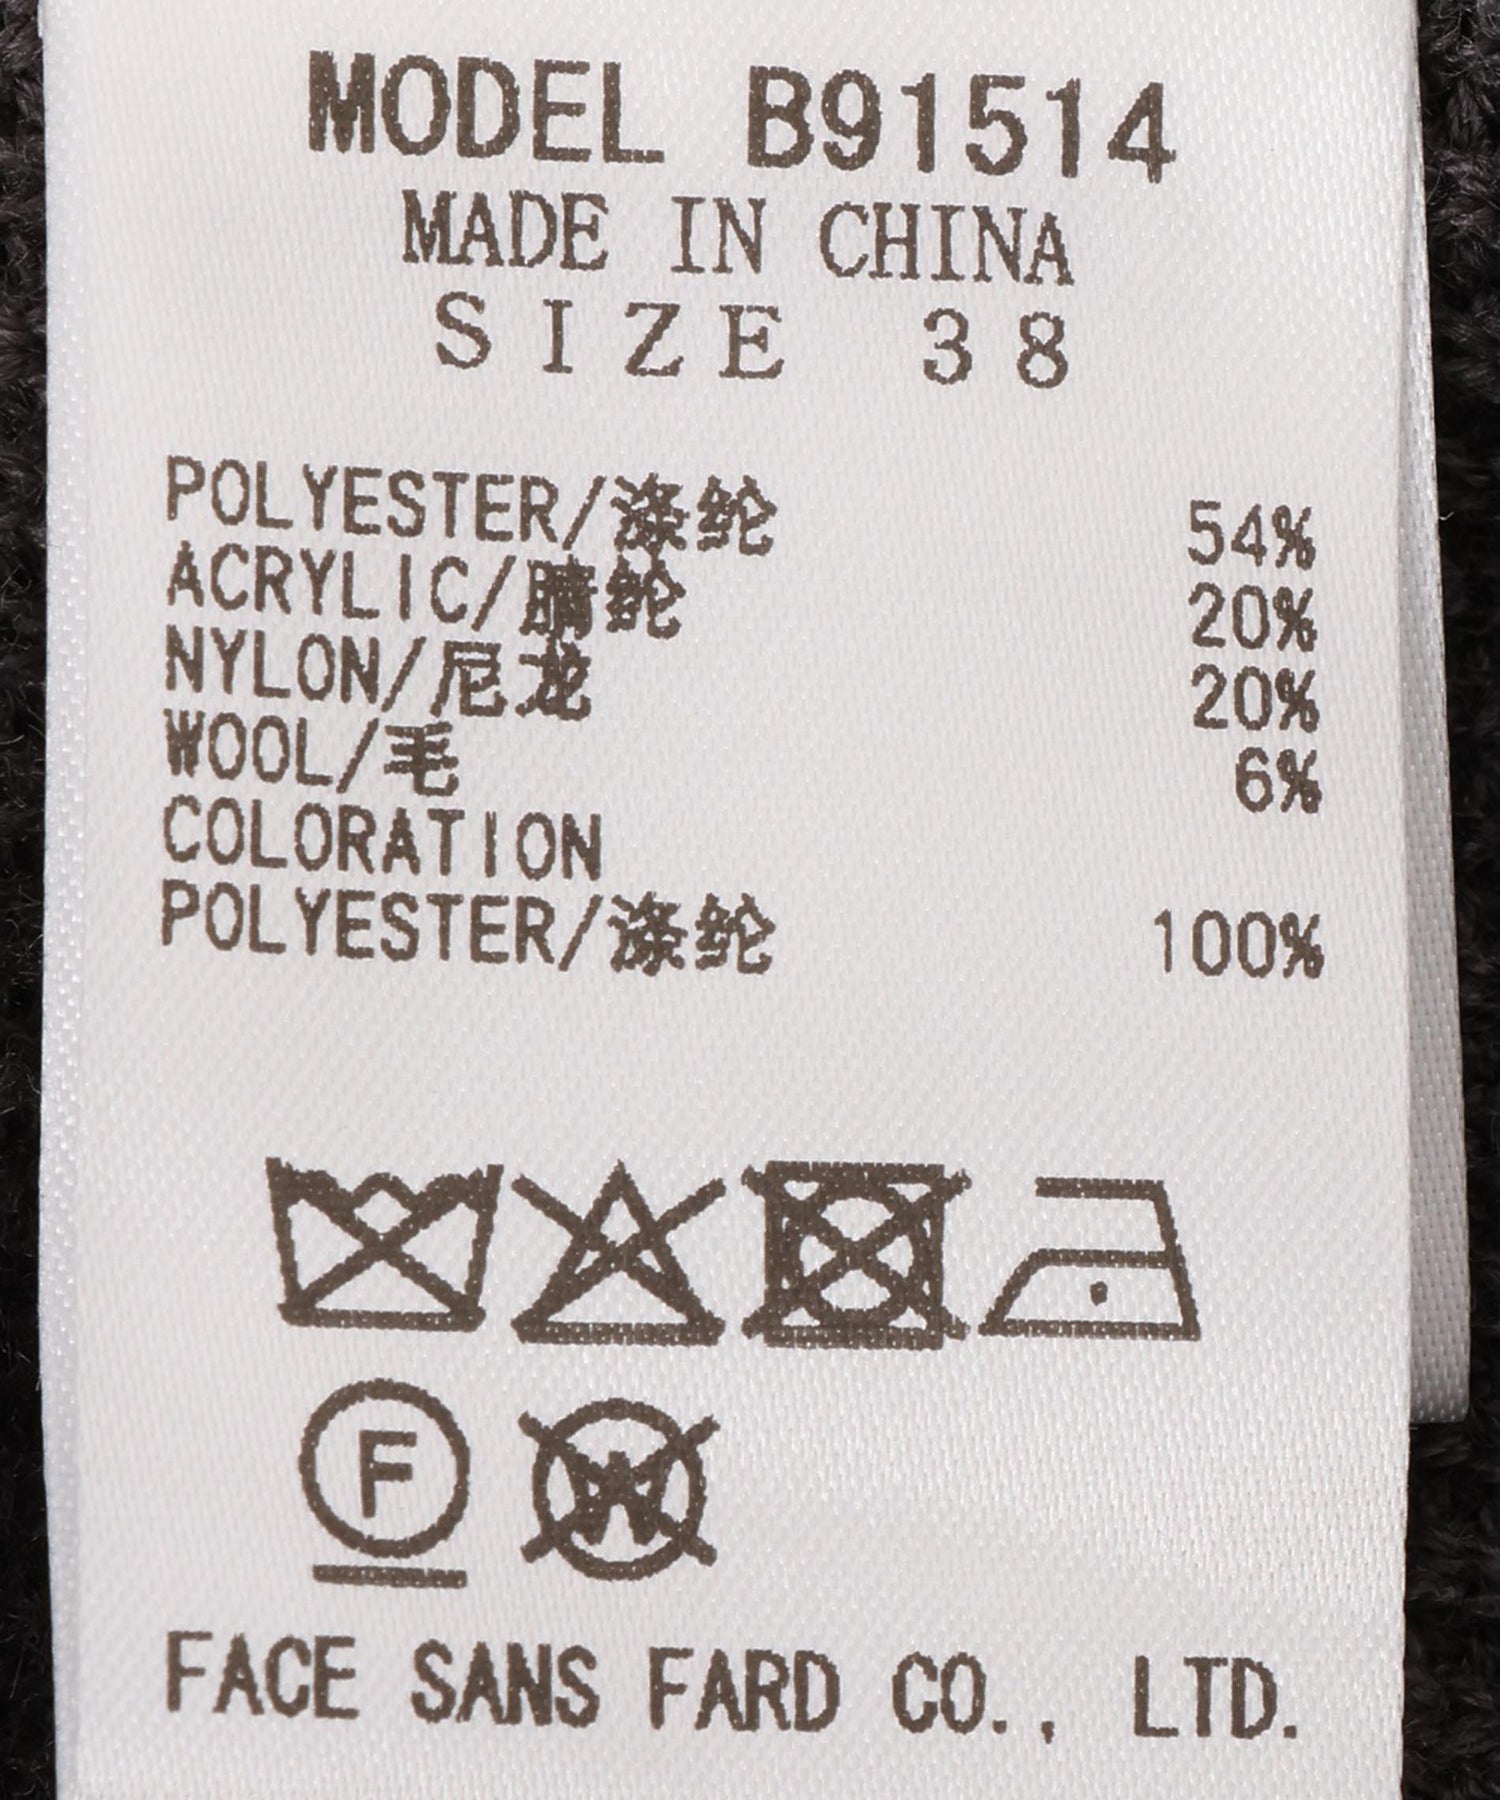 MODEL B91514
MADE IN CHINA
SIZE 38
POLYESTER/涤纶 54%
ACRYLIC/腈纶 20%
NYLON/尼龙 20%
WOOL/毛 6%
COLORATION
POLYESTER/涤纶 100%
F W
FACE SANS FARD CO., LTD.